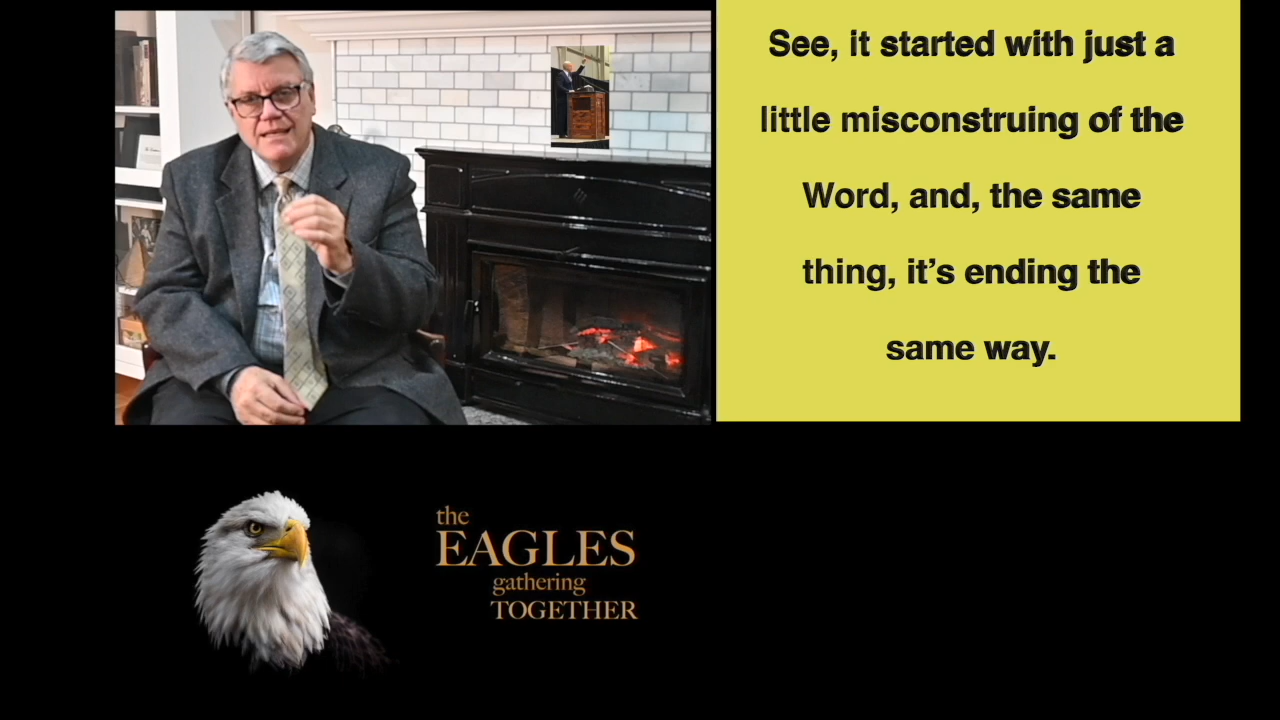 See, it started with just a
little misconstruing of the
Word, and, the same
thing, it’s ending the
same way.
the
EAGLES
gathering
TOGETHER